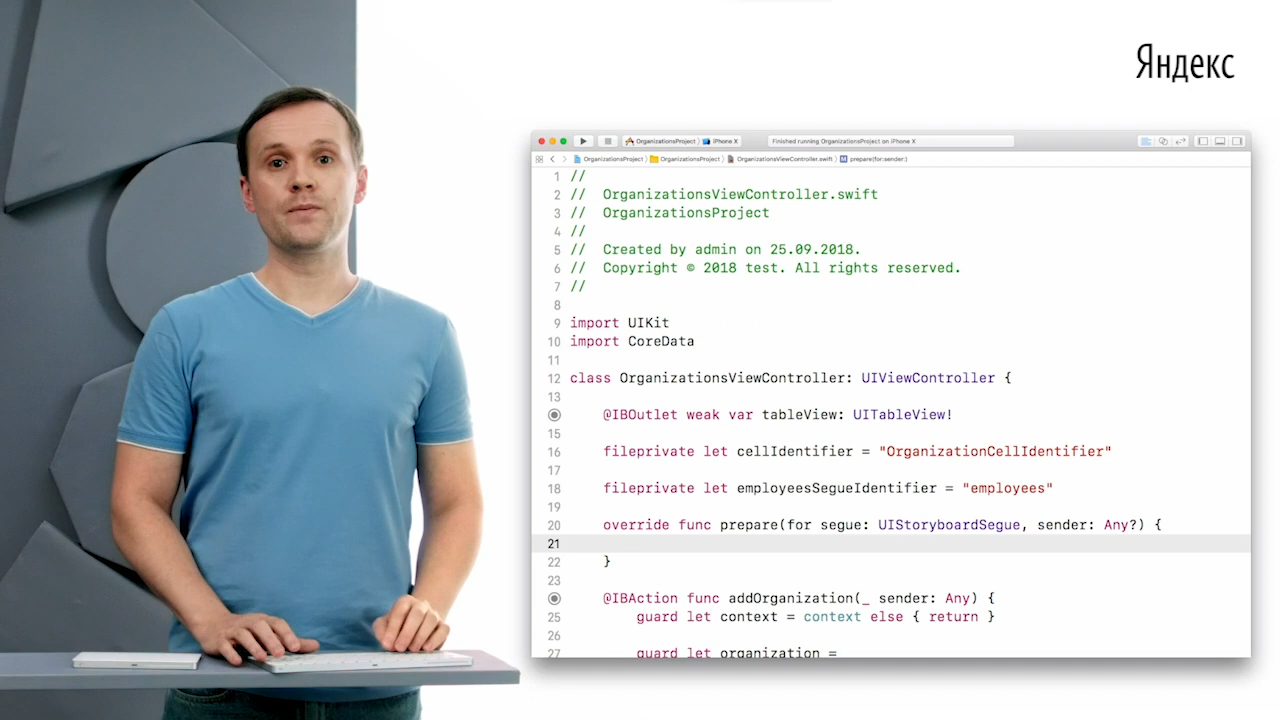 Яндекс
OrganizationsProject iPhone X Finished running OrganizationsProject on iPhone X
OrganizationsProject OrganizationsProject OrganizationsViewController.swift M prepare(for:sender:)
1 //
2 // OrganizationsViewController.swift
3 // OrganizationsProject
4 //
5 // Created by admin on 25.09.2018.
6 // Copyright © 2018 test. All rights reserved.
7 //
8
9 import UIKit
10 import CoreData
11
12 class OrganizationsViewController: UIViewController {
13
@IBOutlet weak var tableView: UITableView!
15
16 fileprivate let cellIdentifier = "OrganizationCellIdentifier"
17
18 fileprivate let employeesSegueIdentifier = "employees"
19
20 override func prepare(for segue: UIStoryboardSegue, sender: Any?) {
21
22 }
23
@IBAction func addOrganization(_ sender: Any) {
25 guard let context = context else { return }
26
27 guard let organization =